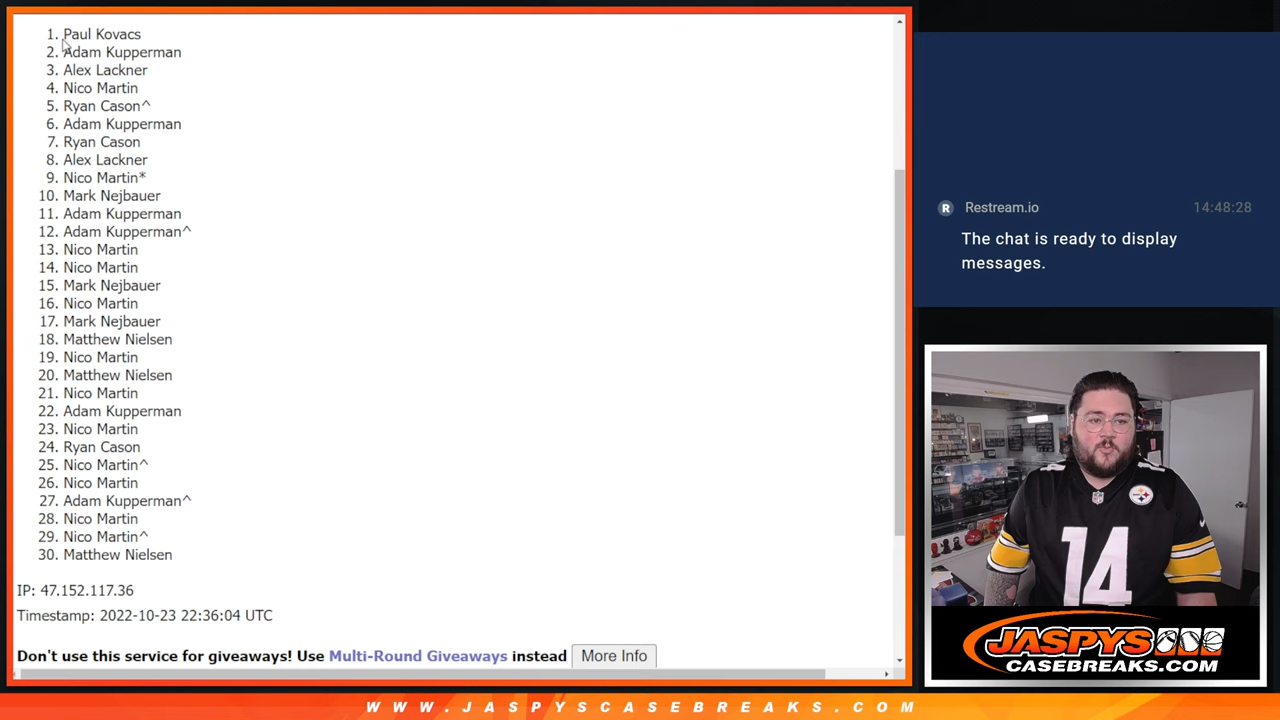 1. Paul Kovacs
2. Adam Kupperman
3. Alex Lackner
4. Nico Martin
5. Ryan Cason^
6. Adam Kupperman
7. Ryan Cason
8. Alex Lackner
9. Nico Martin*
10. Mark Nejbauer
11. Adam Kupperman
12. Adam Kupperman^
13. Nico Martin
14. Nico Martin
15. Mark Nejbauer
16. Nico Martin
17. Mark Nejbauer
18. Matthew Nielsen
19. Nico Martin
20. Matthew Nielsen
21. Nico Martin
22. Adam Kupperman
23. Nico Martin
24. Ryan Cason
25. Nico Martin^
26. Nico Martin
27. Adam Kupperman^
28. Nico Martin
29. Nico Martin^
30. Matthew Nielsen
IP: 47.152.117.36
Timestamp: 2022-10-23 22:36:04 UTC
Don't use this service for giveaways! Use Multi-Round Giveaways instead More Info
R Restream.io 14:48:28
The chat is ready to display
messages.
14
14
JASPYS
CASEBREAKS.COM
WWW.JASPYSCASEBREAKS.COM